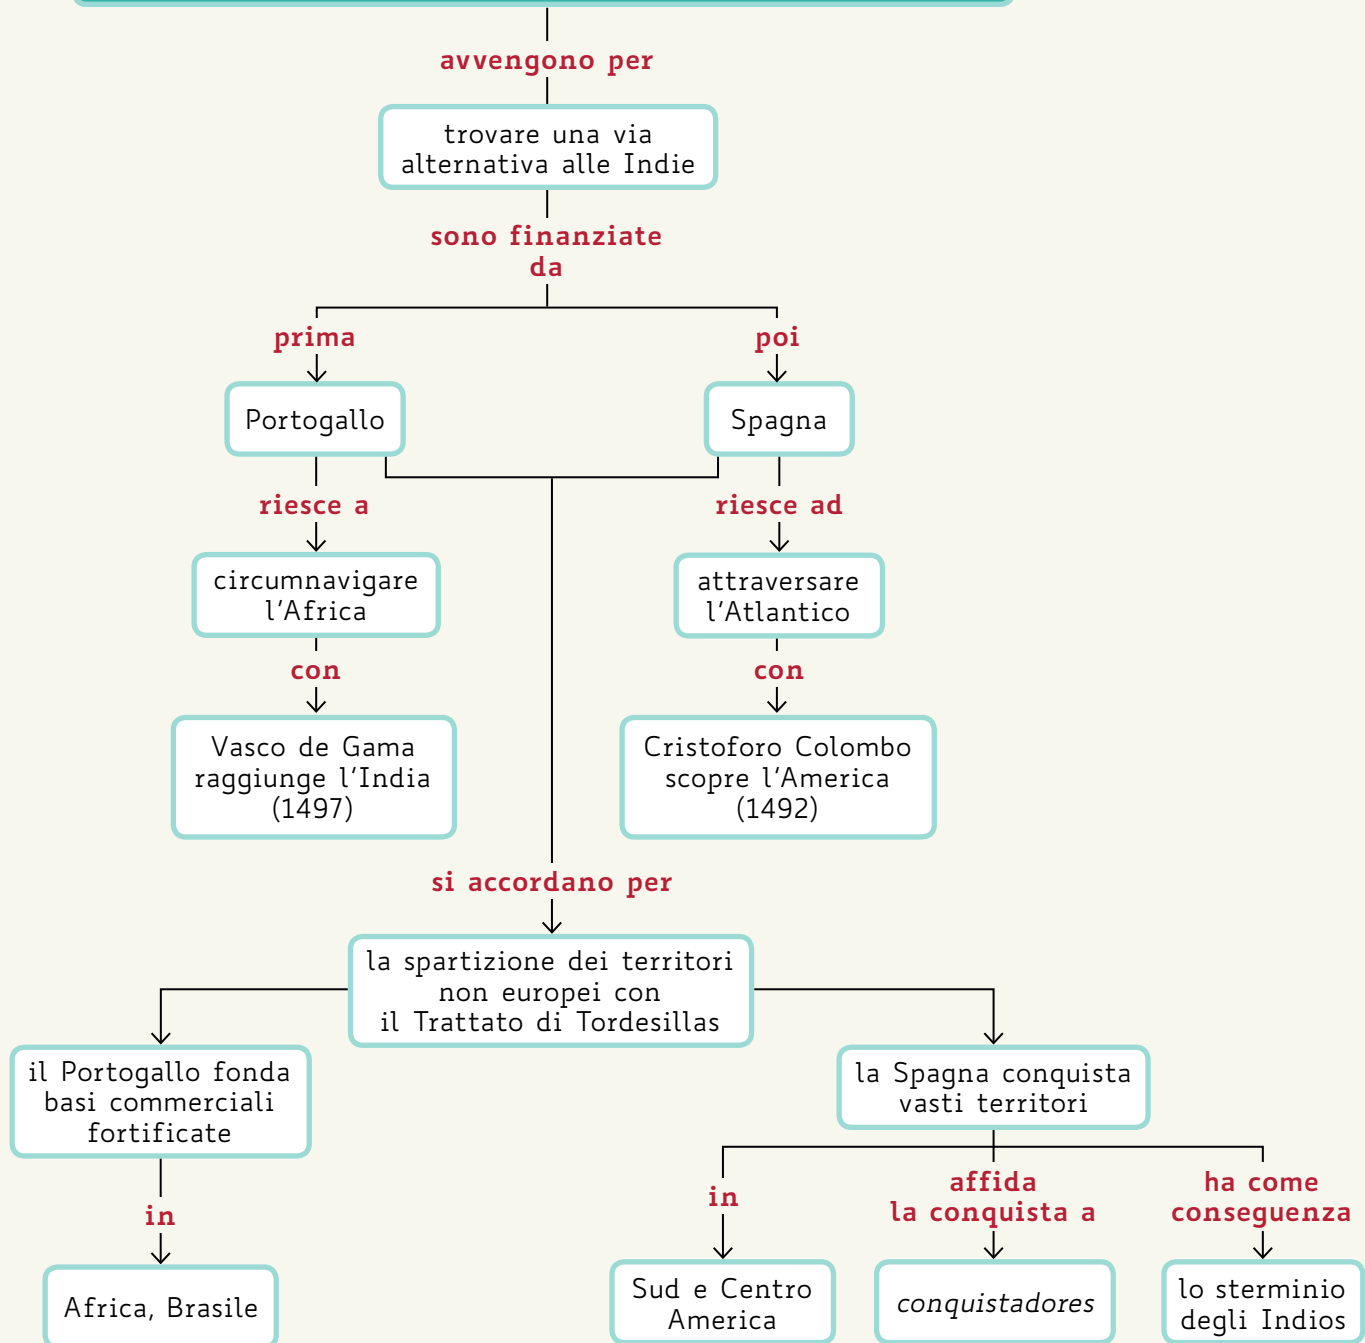 avvengono per
trovare una via
alternativa alle Indie
sono finanziate
da
prima
poi
Portogallo
Spagna
riesce a
riesce ad
circumnavigare
l'Africa
attraversare
l'Atlantico
con
con
Vasco de Gama
raggiunge l'India
(1497)
Cristoforo Colombo
scopre l'America
(1492)
si accordano per
la spartizione dei territori
non europei con
il Trattato di Tordesillas
il Portogallo fonda
basi commerciali
fortificate
la Spagna conquista
vasti territori
in
in
affida
la conquista a
ha come
conseguenza
Africa, Brasile
Sud e Centro
America
conquistadores
lo sterminio
degli Indios